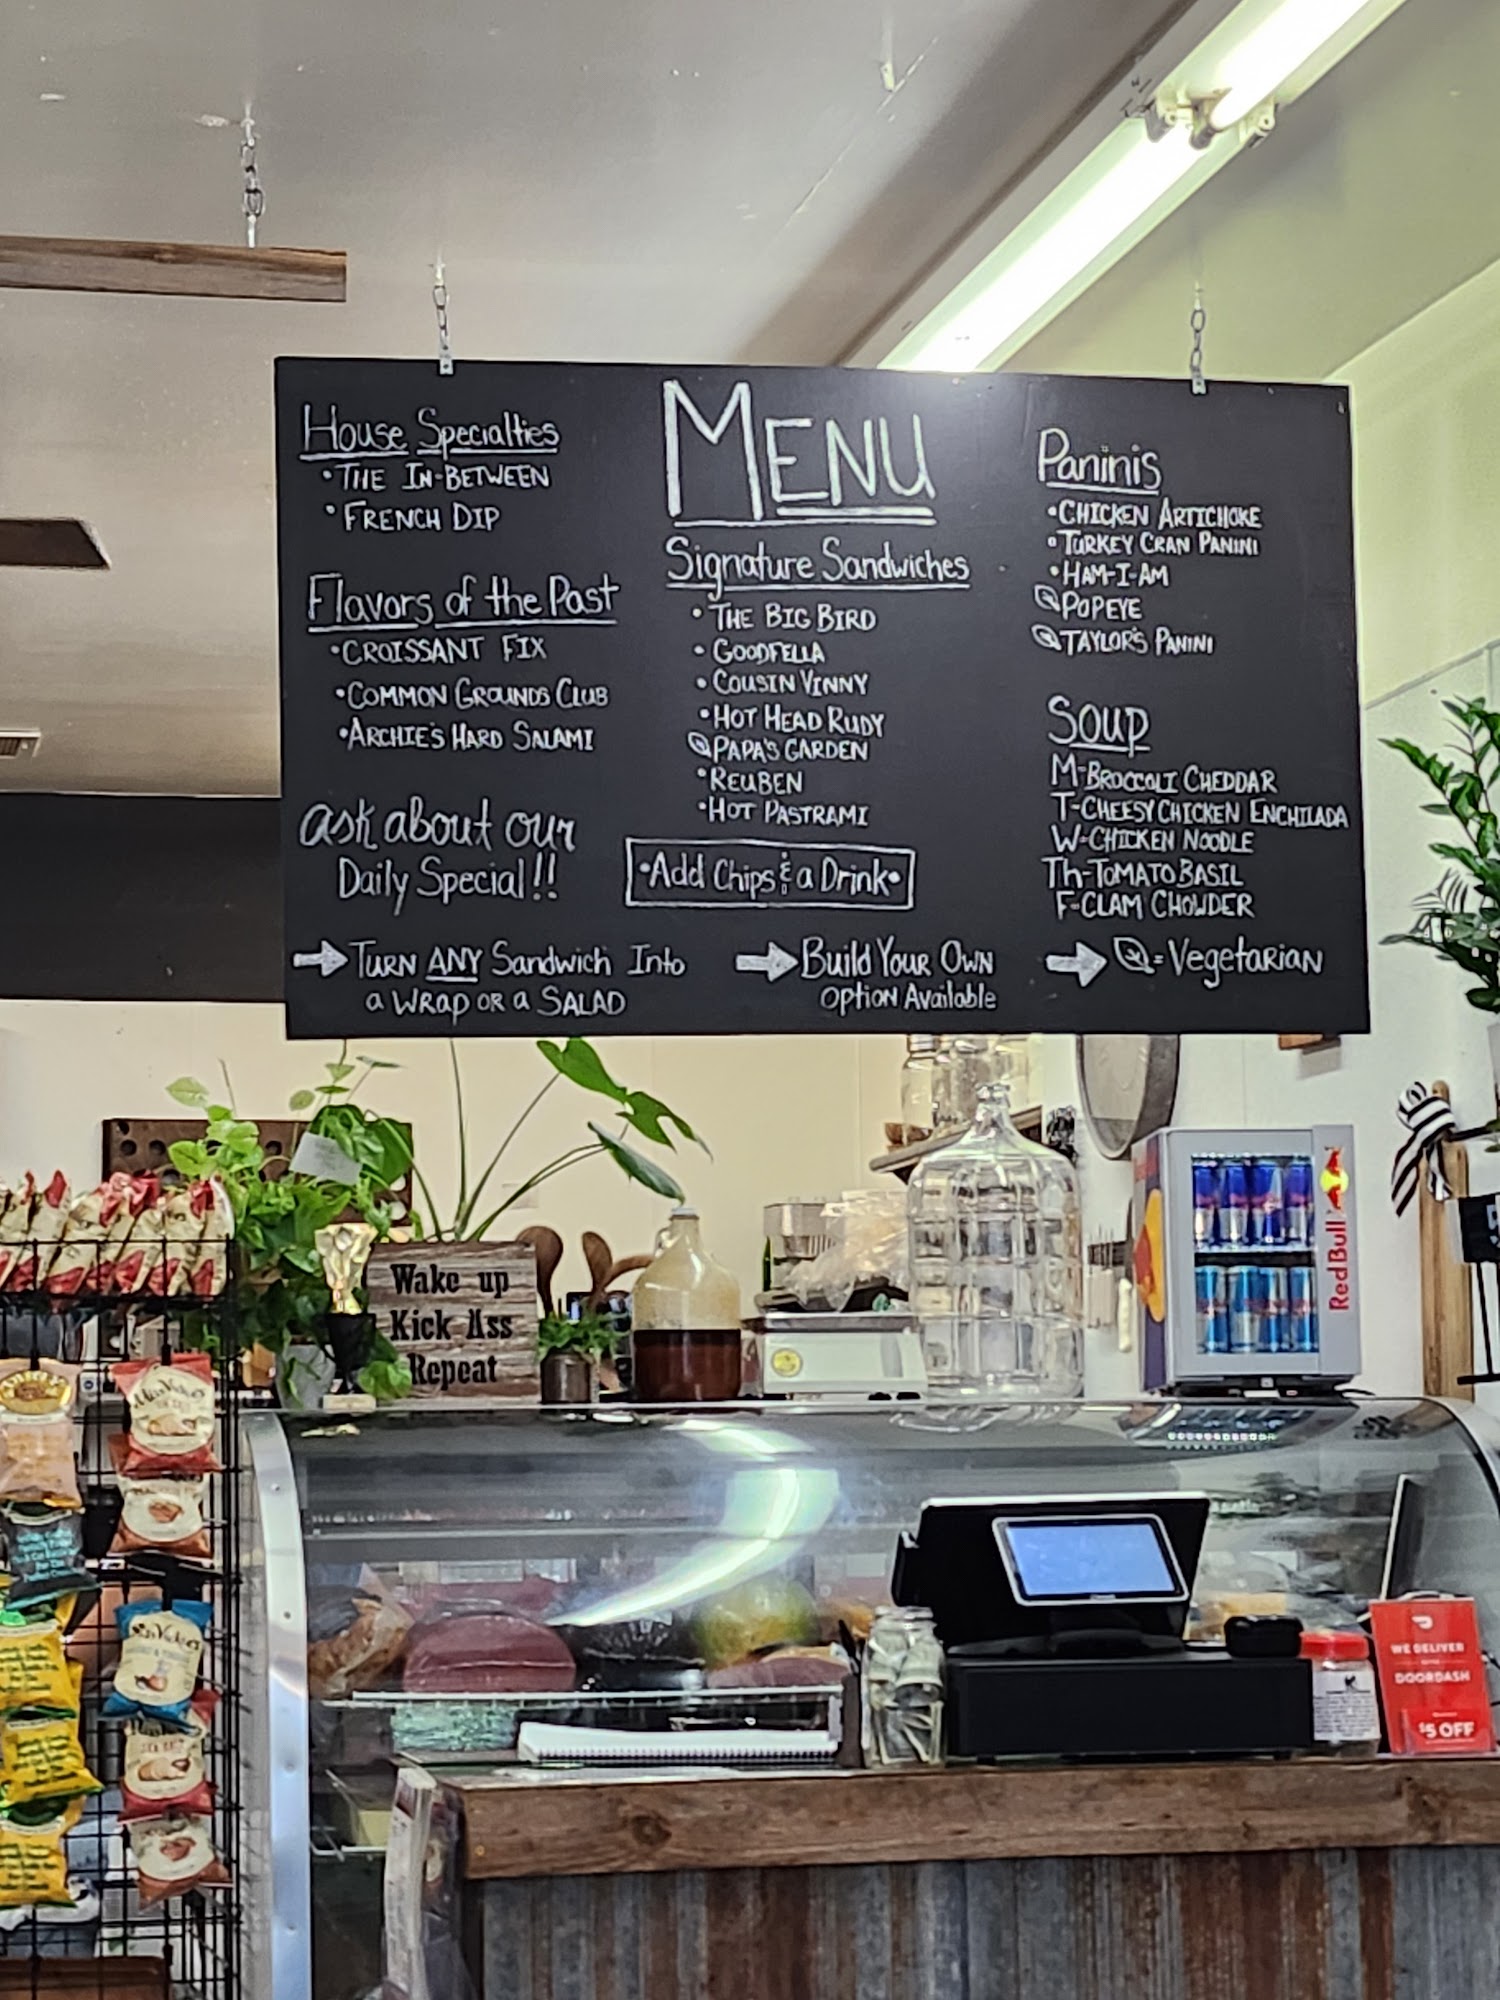 House Specialties
• THE IN-BETWEEN
• FRENCH DIP
Flavors of the Past
• CROISSANT FIX
• COMMON GROUNDS CLUB
• ARCHIE'S HARD SALAMI
ask about our
Daily Special!!
MENU
Signature Sandwiches
• THE BIG BIRD
• GOODFELLA
• COUSIN VINNY
• HOT HEAD RUDY
PAPA'S GARDEN
• REUBEN
• HOT PASTRAMI
• Add Chips & a Drink •
Paninis
• CHICKEN ARTICHOKE
• TURKEY CRAN PANINI
• HAM-I-AM
POPEYE
TAYLOR'S PANINI
SOUP
M-BROCCOLI CHEDDAR
T-CHEESY CHICKEN ENCHILADA
W-CHICKEN NOODLE
Th-TOMATO BASIL
F-CLAM CHOWDER
→ TURN ANY Sandwich Into
a WRAP OR a SALAD
→ Build YOUR OWN
OPTION Available
→ = Vegetarian
Wake up
Kick Ass
Repeat
Red Bull
Miss Vickie's
WE DELIVER
DOORDASH
$5 OFF